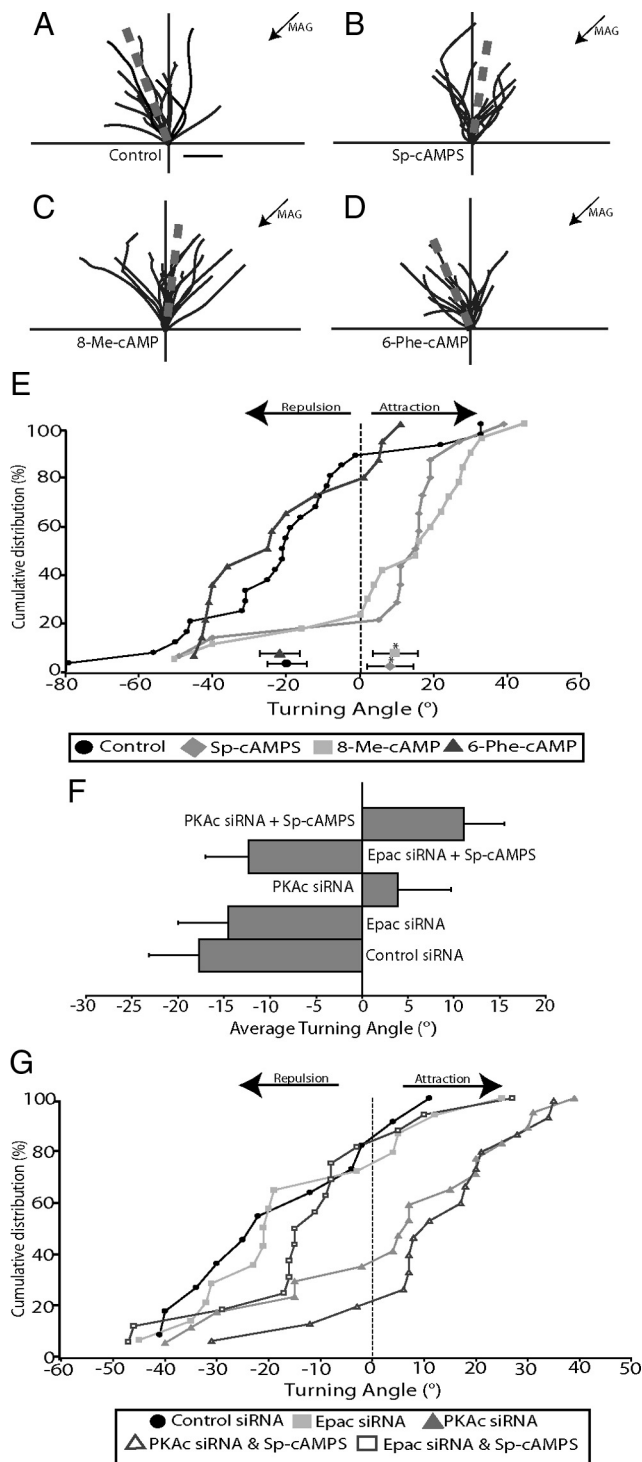 A
MAG
Control
B
MAG
Sp-cAMPS
C
MAG
8-Me-cAMP
D
MAG
6-Phe-cAMP
E
Repulsion
Attraction
Cumulative distribution (%)
100
80
60
40
20
0
* *
-80 -60 -40 -20 0 20 40 60
Turning Angle (°)
Control Sp-cAMPS 8-Me-cAMP 6-Phe-cAMP
F
PKAc siRNA + Sp-cAMPS
Epac siRNA + Sp-cAMPS
PKAc siRNA
Epac siRNA
Control siRNA
-30 -25 -20 -15 -10 -5 0 5 10 15 20
Average Turning Angle (°)
G
Repulsion
Attraction
Cumulative distribution (%)
100
80
60
40
20
0
-60 -50 -40 -30 -20 -10 0 10 20 30 40 50
Turning Angle (°)
Control siRNA Epac siRNA PKAc siRNA
PKAc siRNA & Sp-cAMPS Epac siRNA & Sp-cAMPS